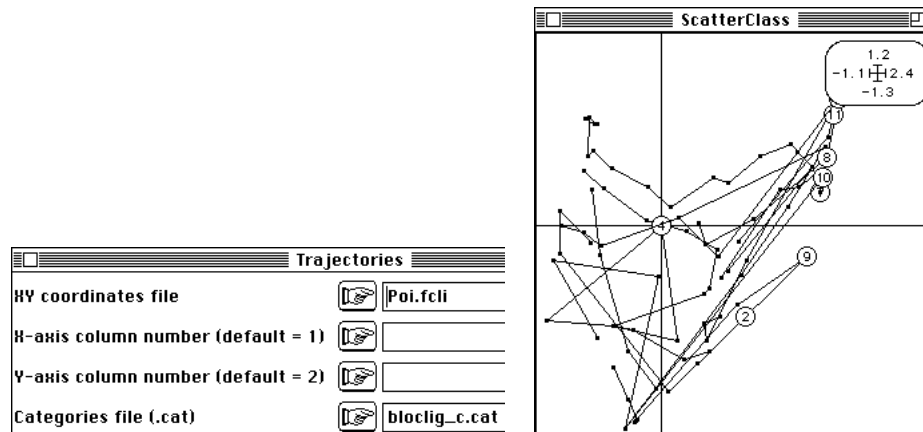 Trajectories
XY coordinates file
Poi.fcli
X-axis column number (default = 1)
Y-axis column number (default = 2)
Categories file (.cat)
bloclig_c.cat
ScatterClass
1.2
-1.1 2.4
-1.3
11
8
10
4
9
2